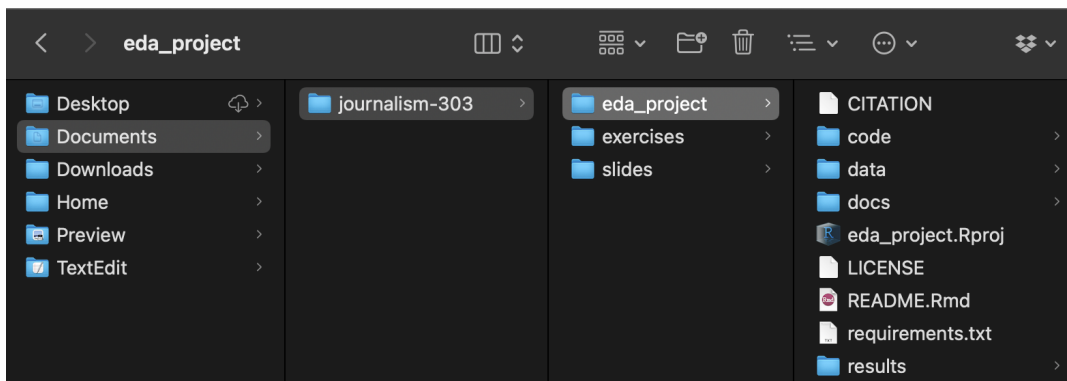 eda_project
Desktop
Documents
Downloads
Home
Preview
TextEdit
journalism-303
eda_project
exercises
slides
CITATION
code
data
docs
eda_project.Rproj
LICENSE
README.Rmd
requirements.txt
results